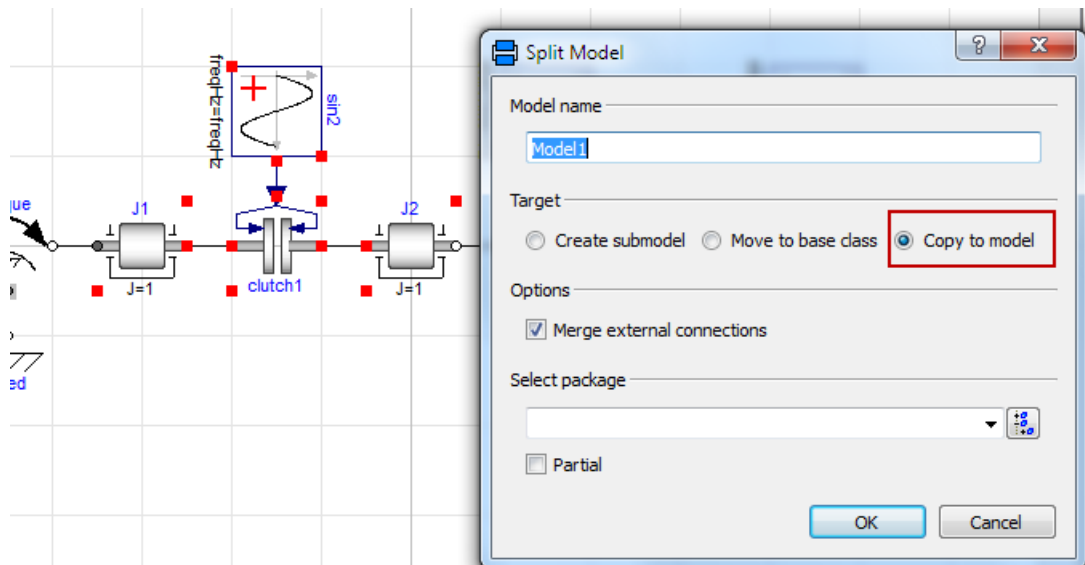 freqHz=freqHz
sin2
que
J1
J=1
clutch1
J2
J=1
ed
Split Model
Model name
Model1
Target
Create submodel
Move to base class
Copy to model
Options
Merge external connections
Select package
Partial
OK
Cancel